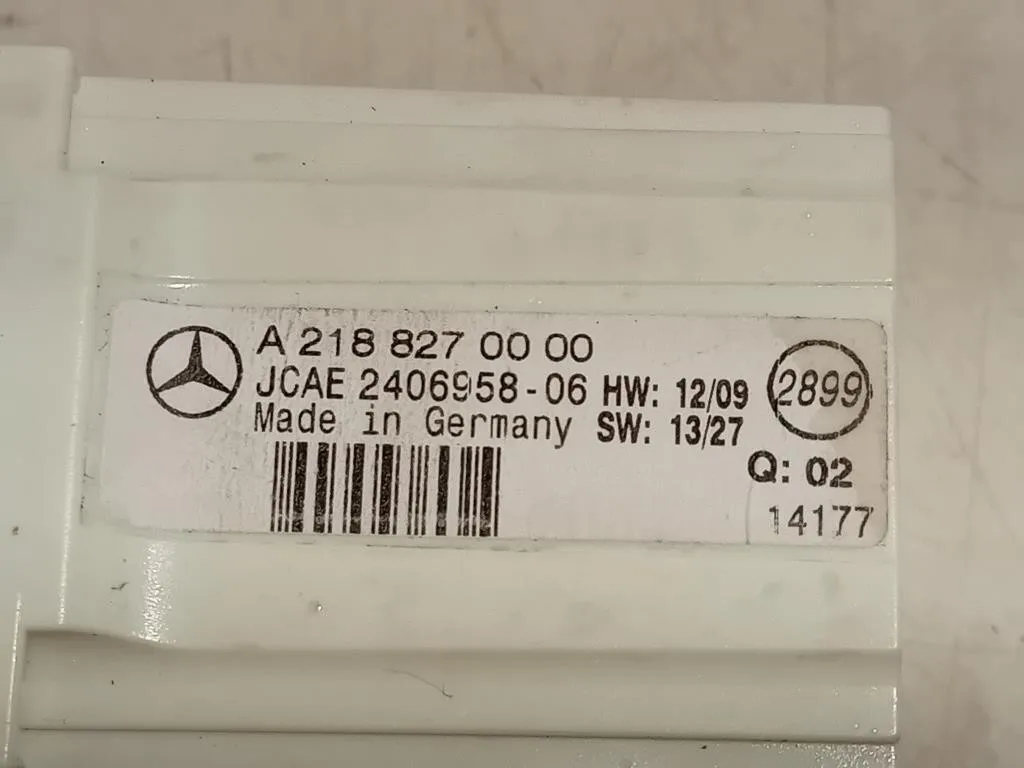 A 218 827 00 00
JCAE 2406958-06 HW: 12/09
2899
Made in Germany SW: 13/27
Q: 02
14177